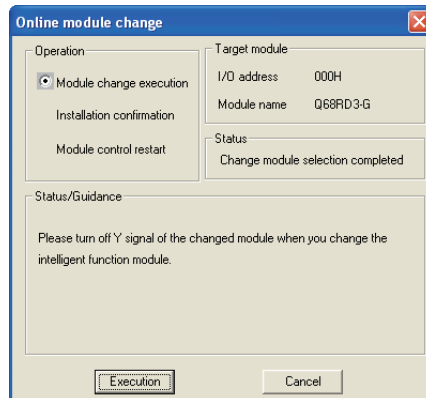 Online module change
Operation
Module change execution
Installation confirmation
Module control restart
Target module
I/O address 000H
Module name Q68RD3-G
Status
Change module selection completed
Status/Guidance
Please turn off Y signal of the changed module when you change the
intelligent function module.
Execution Cancel